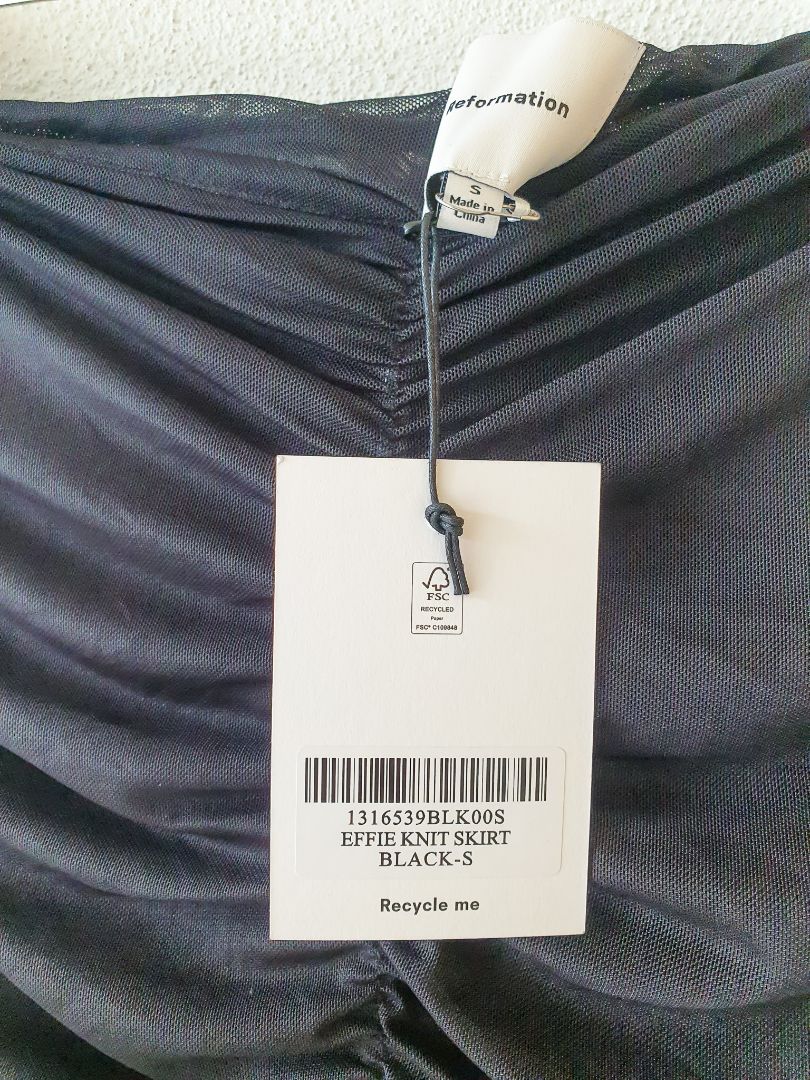 Reformation
S
Made in
China
FSC
RECYCLED
Paper
FSC® C109848
1316539BLK00S
EFFIE KNIT SKIRT
BLACK-S
Recycle me